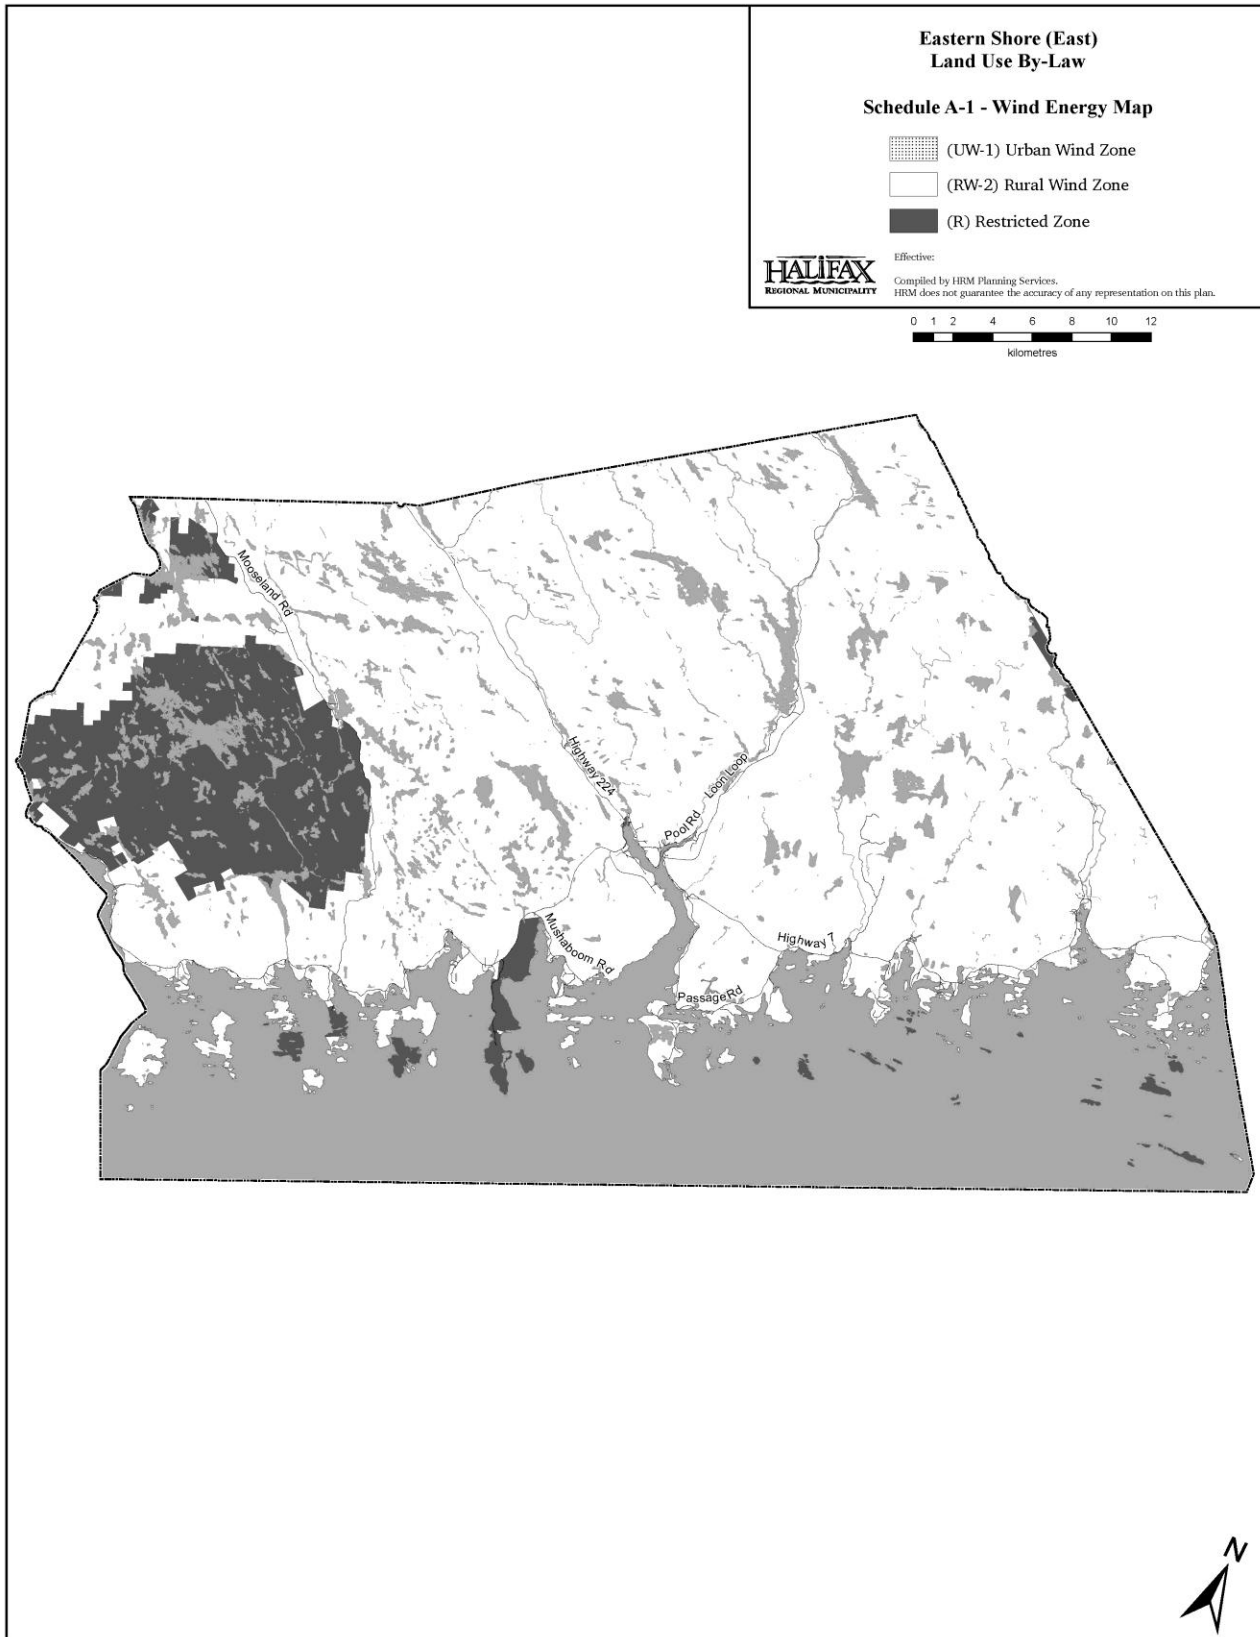 Eastern Shore (East)
Land Use By-Law
Schedule A-1 - Wind Energy Map
(UW-1) Urban Wind Zone
(RW-2) Rural Wind Zone
(R) Restricted Zone
HALIFAX
REGIONAL MUNICIPALITY
Effective:
Compiled by HRM Planning Services.
HRM does not guarantee the accuracy of any representation on this plan.
0 1 2 4 6 8 10 12
kilometres
Mooseland Rd
Highway 224
Loon Loop
Pool Rd
Mushaboom Rd
Highway 7
Passage Rd
N